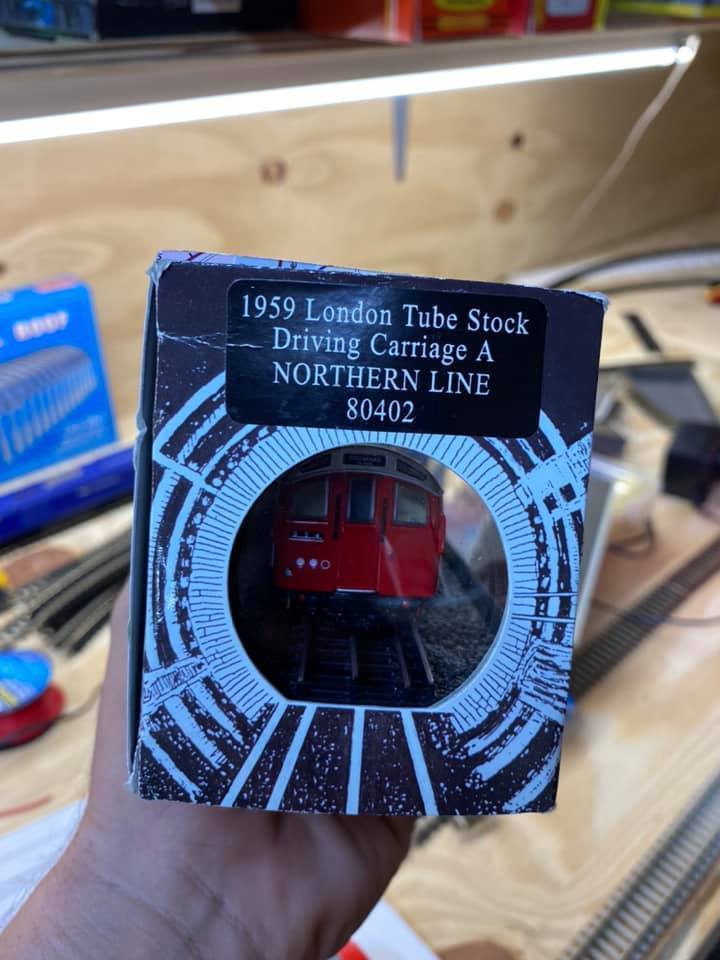 1959 London Tube Stock
Driving Carriage A
NORTHERN LINE
80402